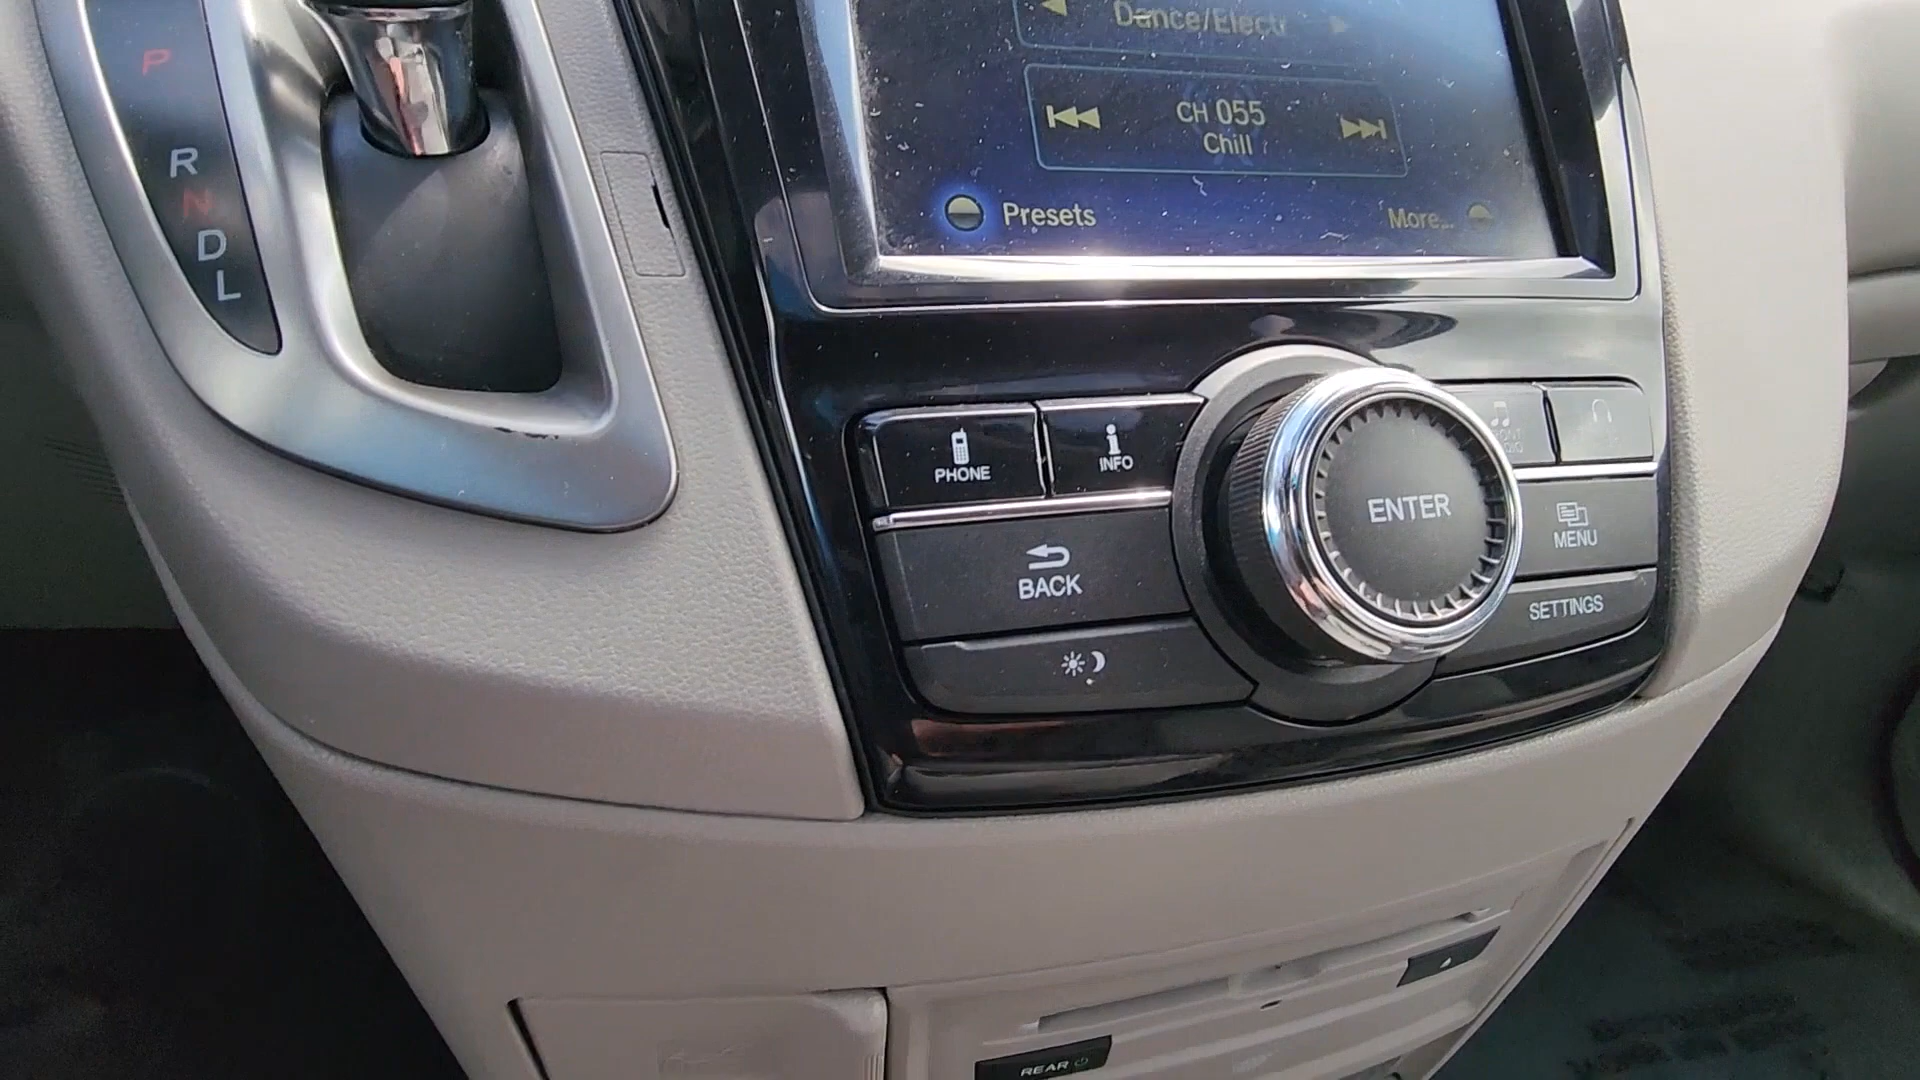 P
R
N
D
L
Dance/Electr
CH 055
Chill
Presets
More...
PHONE
INFO
ENTER
BACK
MENU
SETTINGS
REAR